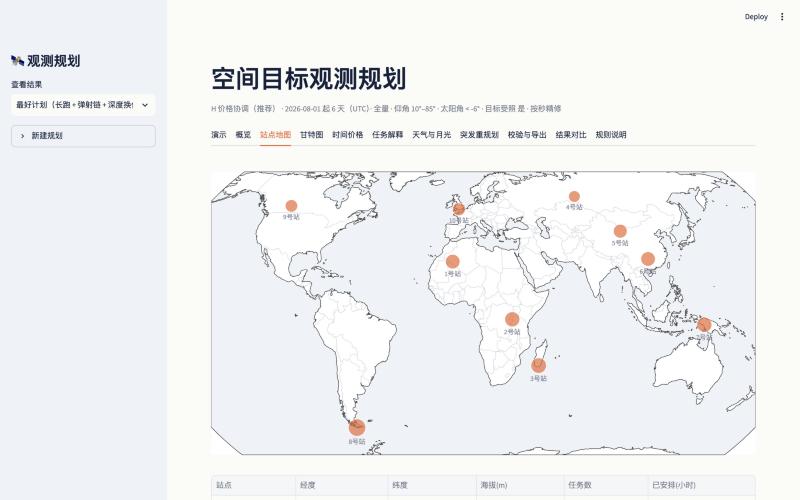 Deploy
观测规划
查看结果
最好计划（长跑 + 弹射链 + 深度换
新建规划
空间目标观测规划
H 价格协调（推荐） · 2026-08-01 起 6 天（UTC）· 全量 · 仰角 10°–85° · 太阳角 < -6° · 目标受照 是 · 按秒精修
演示 概览 站点地图 甘特图 时间价格 任务解释 天气与月光 突发重规划 校验与导出 结果对比 规则说明
9号站
10号站
4号站
5号站
6号站
1号站
2号站
7号站
3号站
8号站
站点 经度 纬度 海拔(m) 任务数 已安排(小时)